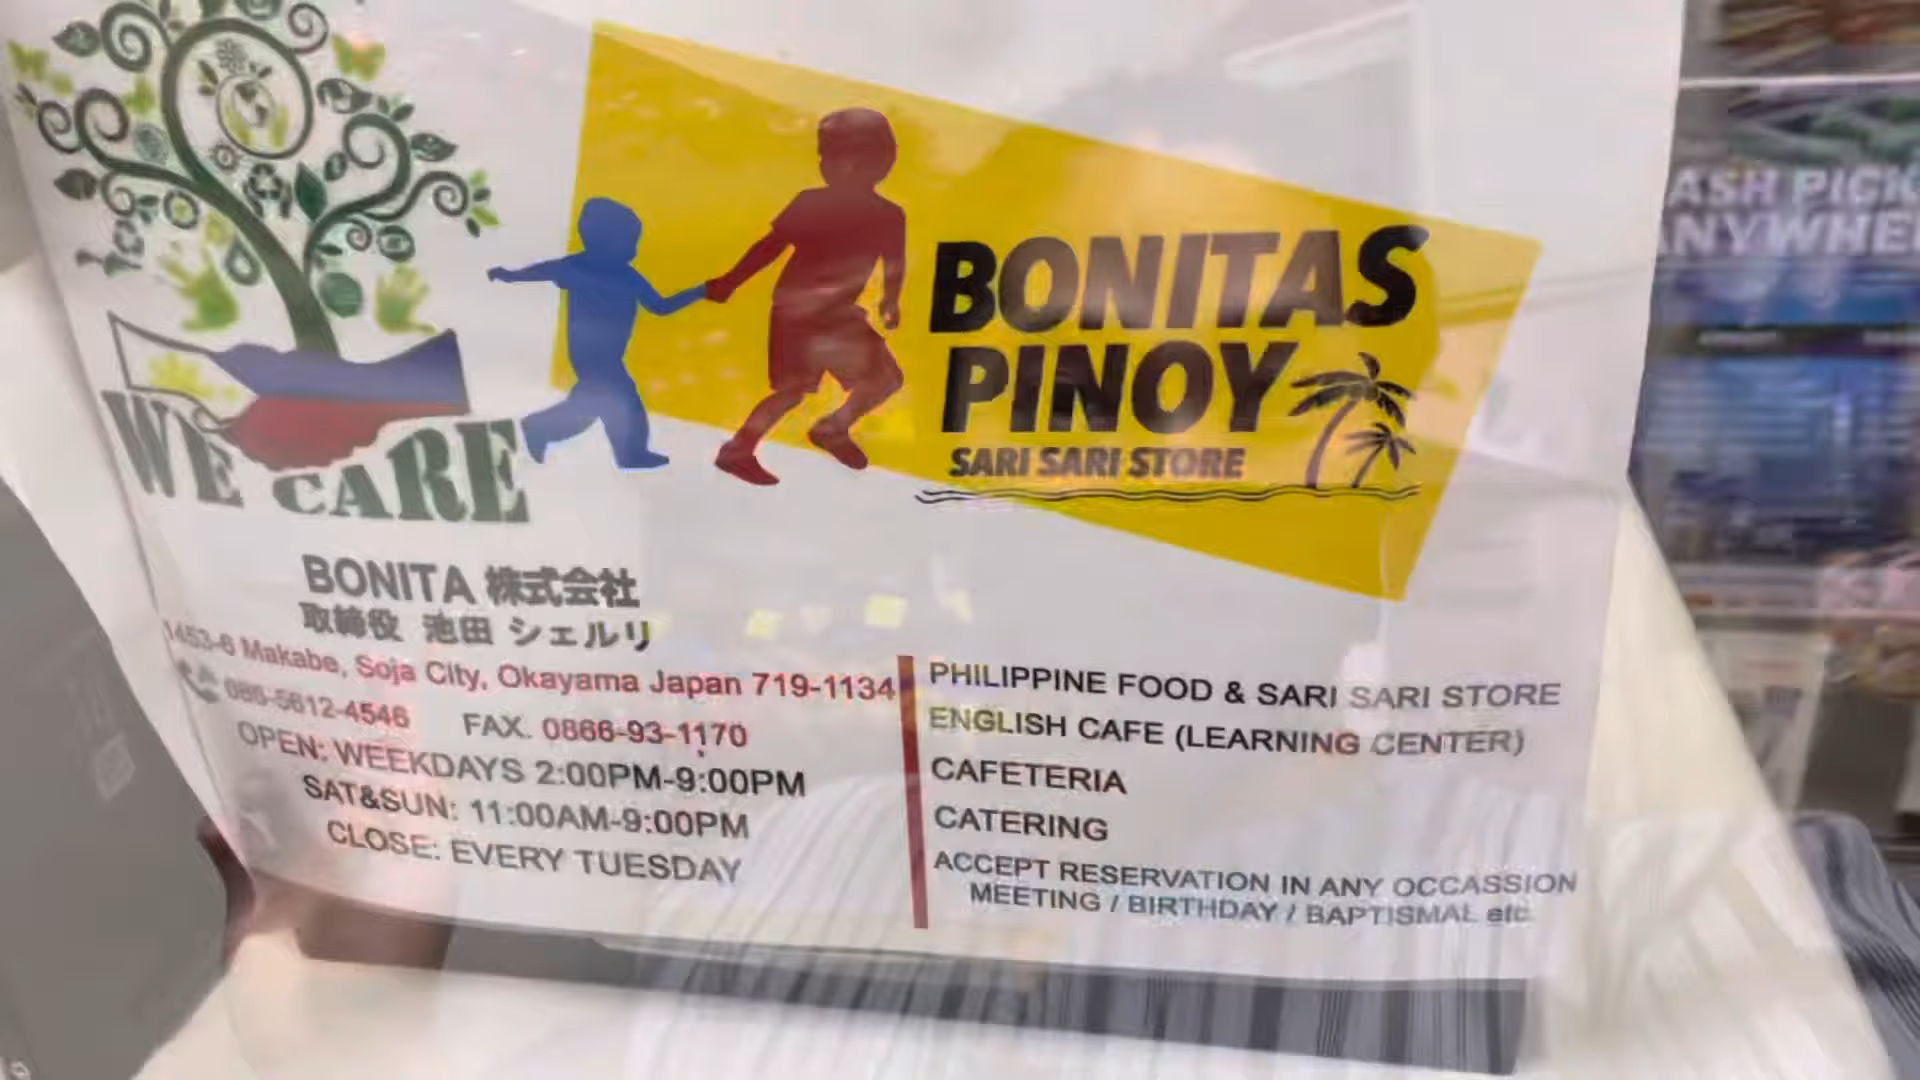 WE CARE
BONITAS
PINOY
SARI SARI STORE
BONITA 株式会社
取締役 池田 シェルリ
1453-6 Makabe, Soja City, Okayama Japan 719-1134
086-5612-4546 FAX. 0866-93-1170
OPEN: WEEKDAYS 2:00PM-9:00PM
SAT&SUN: 11:00AM-9:00PM
CLOSE: EVERY TUESDAY
PHILIPPINE FOOD & SARI SARI STORE
ENGLISH CAFE (LEARNING CENTER)
CAFETERIA
CATERING
ACCEPT RESERVATION IN ANY OCCASSION
MEETING / BIRTHDAY / BAPTISMAL etc.
ASH PICK
NYWHE